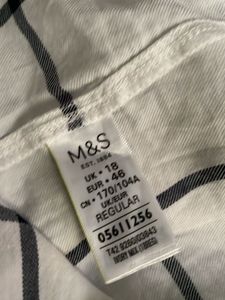 M&S
EST. 1884
UK - 18
EUR - 46
CN - 170/104A
UK/EUR
REGULAR
05611256